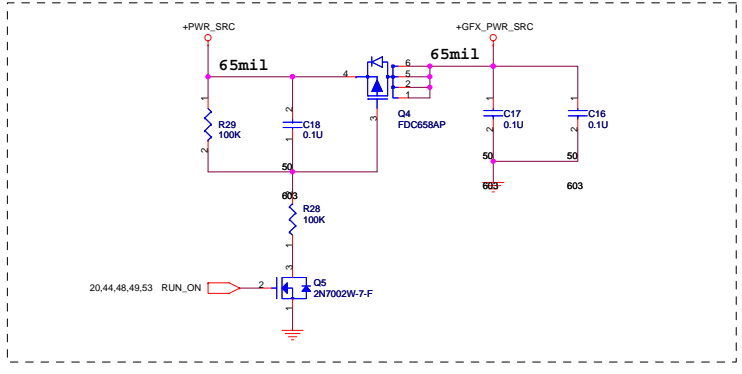 +PWR_SRC
+GFX_PWR_SRC
65mil
65mil
4
6
5
2
1
3
Q4
FDC658AP
1
R29
100K
2
2
C18
0.1U
1
50
603
1
C17
0.1U
2
50
603
1
C16
0.1U
2
50
603
2
R28
100K
1
20,44,48,49,53 RUN_ON
2
3
Q5
2N7002W-7-F
1